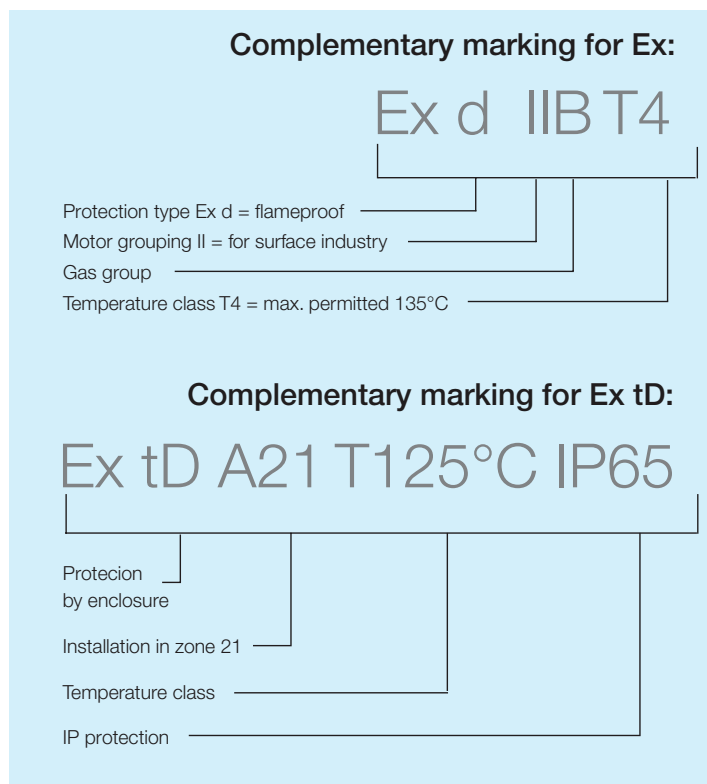 Complementary marking for Ex:
Ex d IIB T4
Protection type Ex d = flameproof
Motor grouping II = for surface industry
Gas group
Temperature class T4 = max. permitted 135°C
Complementary marking for Ex tD:
Ex tD A21 T125°C IP65
Protecion
by enclosure
Installation in zone 21
Temperature class
IP protection